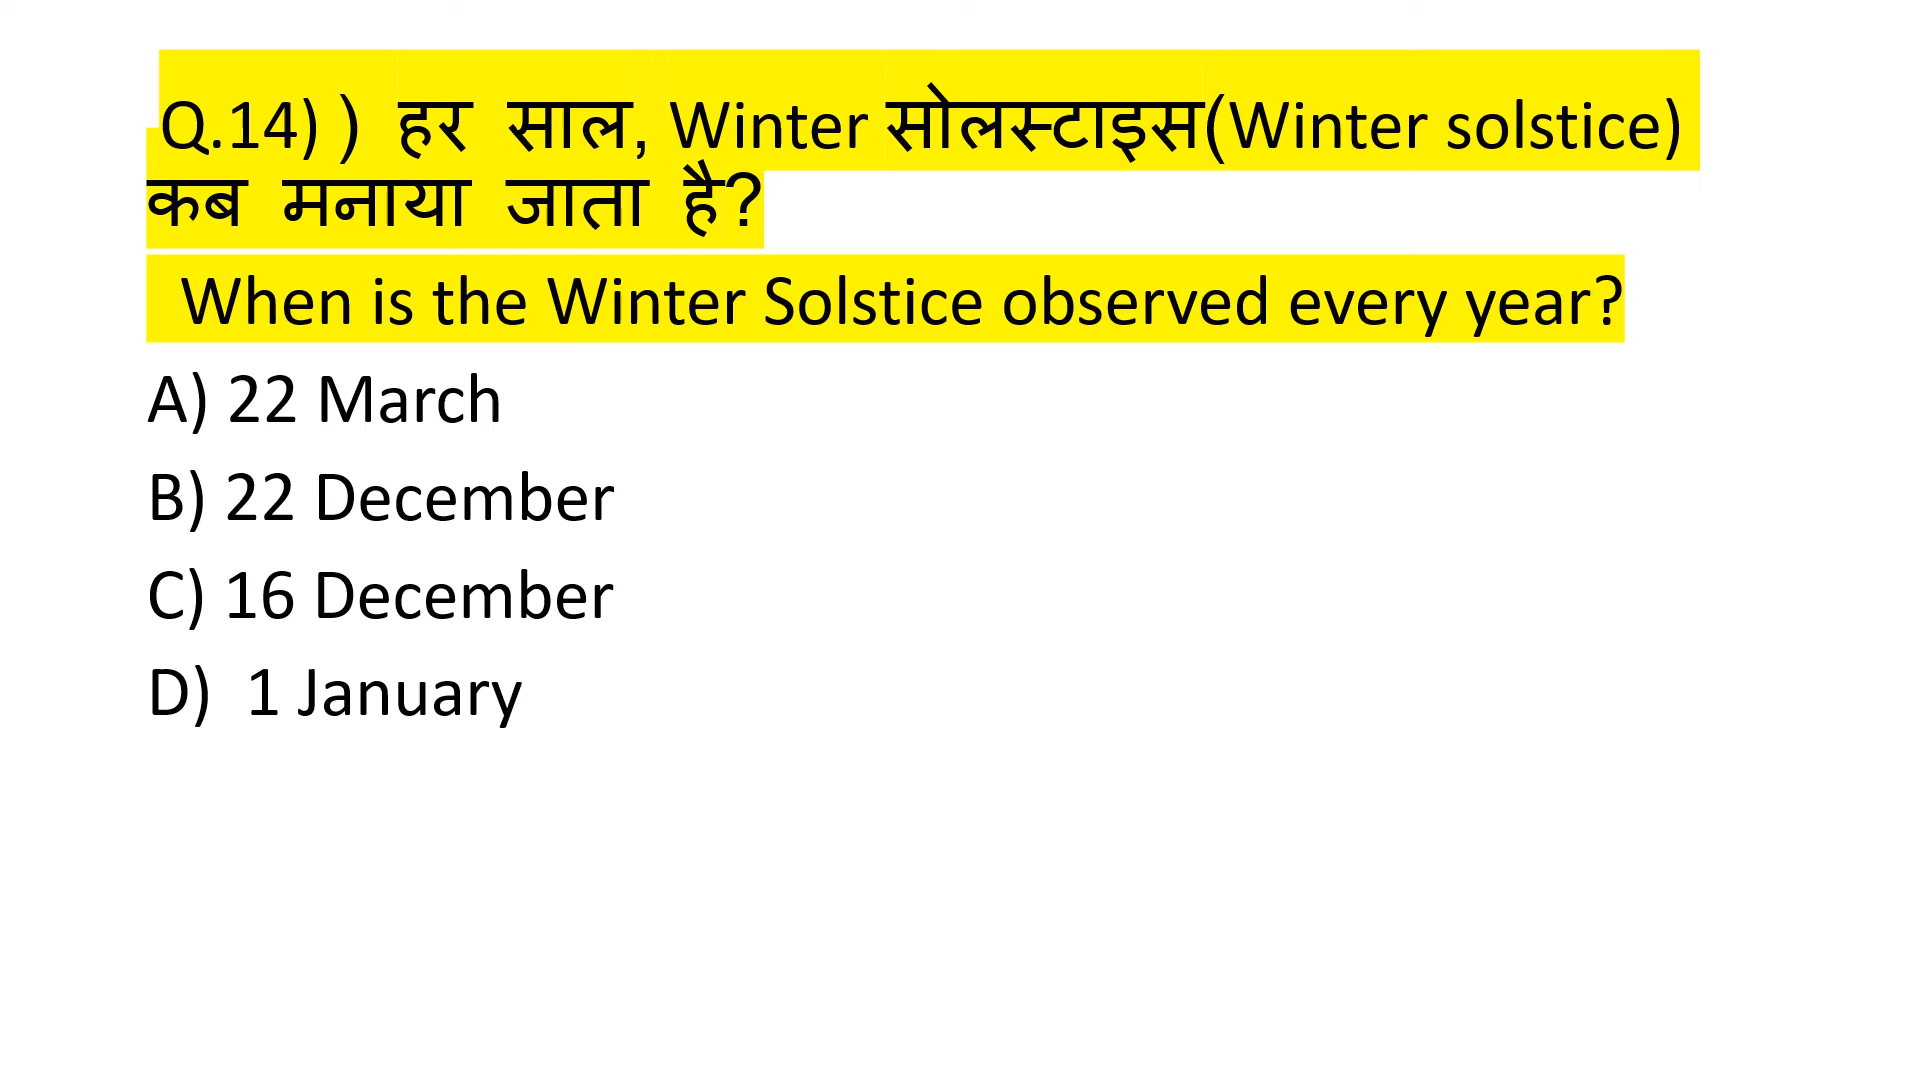 Q.14) ) हर साल, Winter सोलस्टाइस(Winter solstice)
कब मनाया जाता है?
When is the Winter Solstice observed every year?
A) 22 March
B) 22 December
C) 16 December
D) 1 January